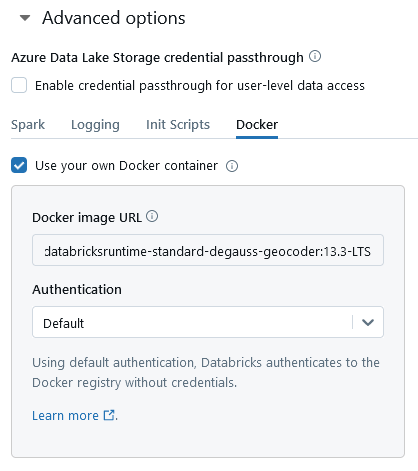 Advanced options
Azure Data Lake Storage credential passthrough
Enable credential passthrough for user-level data access
Spark Logging Init Scripts Docker
Use your own Docker container
Docker image URL
databricksruntime-standard-degauss-geocoder:13.3-LTS
Authentication
Default
Using default authentication, Databricks authenticates to the
Docker registry without credentials.
Learn more.